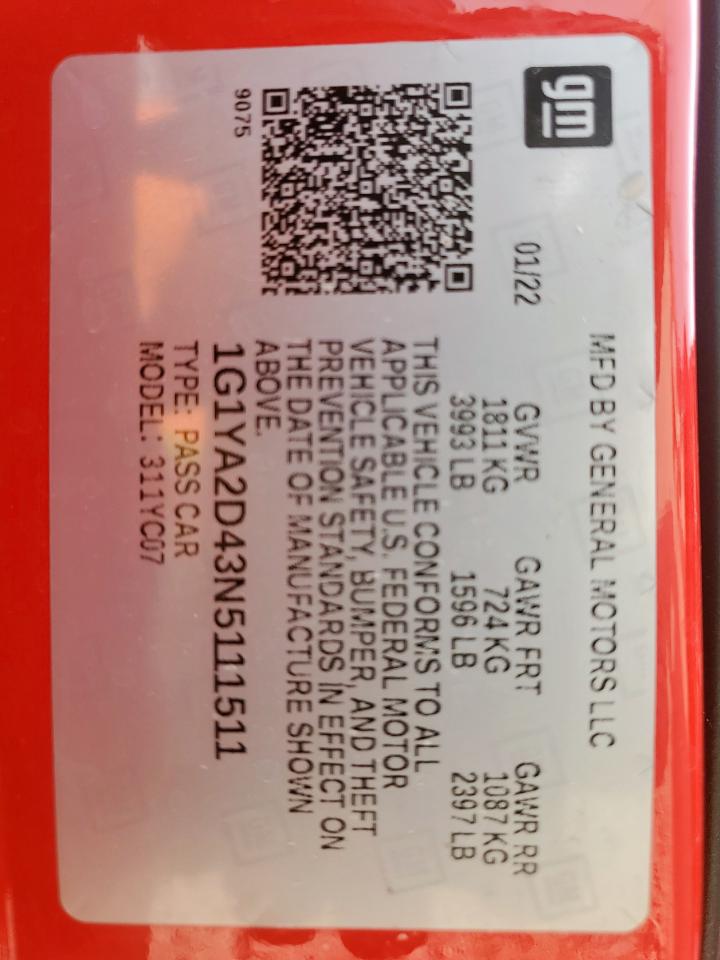 gm
MFD BY GENERAL MOTORS LLC
01/22
GVWR GAWR FRT GAWR RR
1811 KG 724 KG 1087 KG
3993 LB 1596 LB 2397 LB
THIS VEHICLE CONFORMS TO ALL
APPLICABLE U.S. FEDERAL MOTOR
VEHICLE SAFETY, BUMPER, AND THEFT
PREVENTION STANDARDS IN EFFECT ON
THE DATE OF MANUFACTURE SHOWN
ABOVE.
9075
1G1YA2D43N5111511
TYPE: PASS CAR
MODEL: 311YC07